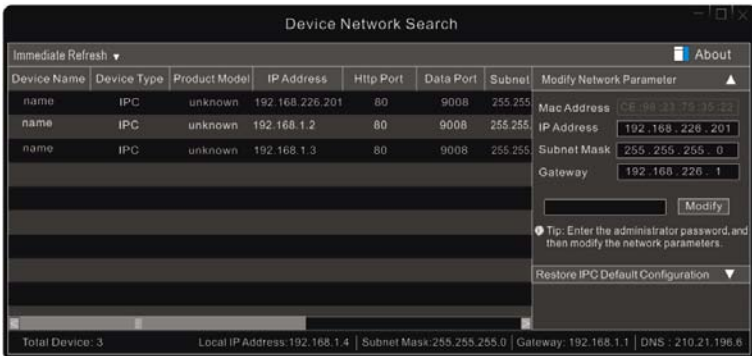 Device Network Search
Immediate Refresh ▼
About
Device Name Device Type Product Model IP Address Http Port Data Port Subnet
name IPC unknown 192.168.226.201 80 9008 255.255
name IPC unknown 192.168.1.2 80 9008 255.255.
name IPC unknown 192.168.1.3 80 9008 255.255.
Modify Network Parameter ▲
Mac Address CE:98:23:75:35:22
IP Address 192.168.226.201
Subnet Mask 255.255.255.0
Gateway 192.168.226.1
Modify
Tip: Enter the administrator password,and
then modify the network parameters.
Restore IPC Default Configuration ▼
Total Device: 3 Local IP Address:192.168.1.4 Subnet Mask:255.255.255.0 Gateway: 192.168.1.1 DNS : 210.21.196.6